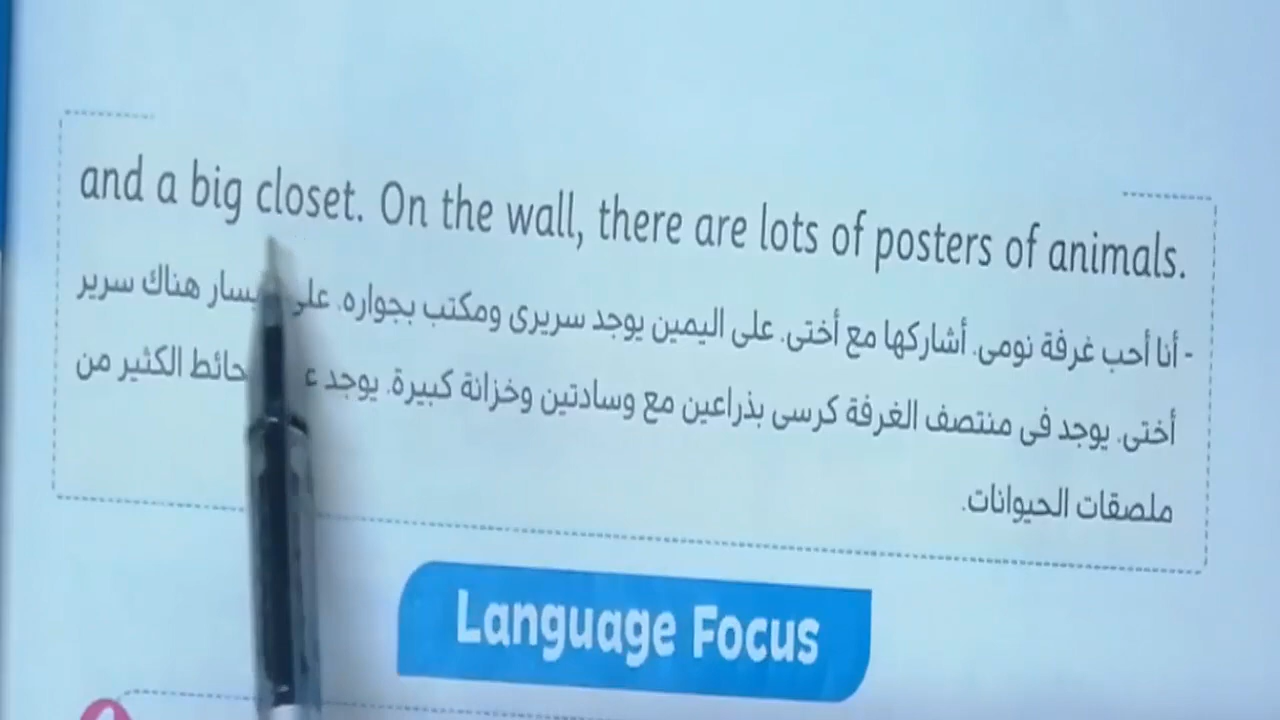 and a big closet. On the wall, there are lots of posters of animals.
- أنا أحب غرفة نومى. أشاركها مع أختى. على اليمين يوجد سريرى ومكتب بجواره. هناك سرير
أختى. يوجد فى منتصف الغرفة كرسى بذراعين مع وسادتين وخزانة كبيرة. يوجد الكثير من
ملصقات الحيوانات.
Language Focus